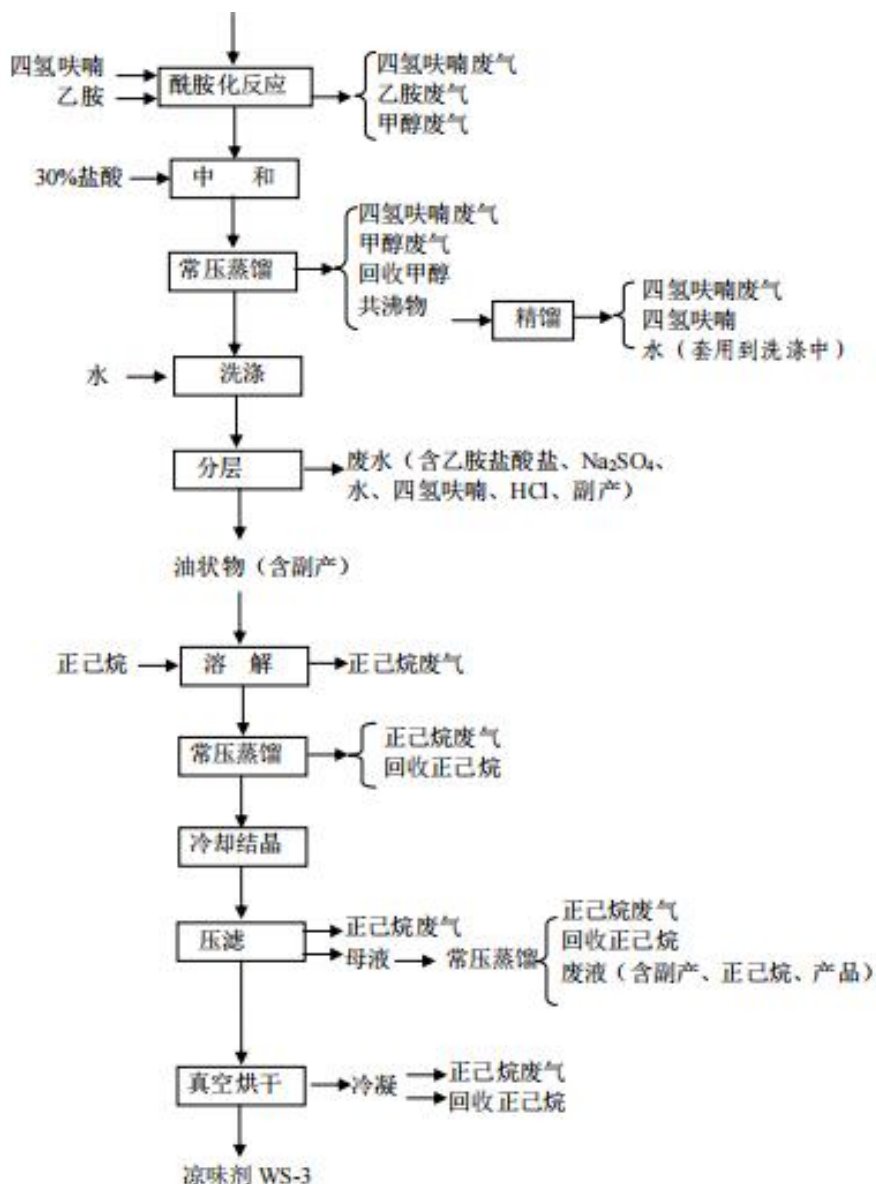 四氢呋喃
乙胺
酰胺化反应
四氢呋喃废气
乙胺废气
甲醇废气
30%盐酸
中 和
四氢呋喃废气
甲醇废气
回收甲醇
共沸物
常压蒸馏
精馏
四氢呋喃废气
四氢呋喃
水（套用到洗涤中）
水
洗涤
分层
废水（含乙胺盐酸盐、Na₂SO₄、
水、四氢呋喃、HCl、副产）
油状物（含副产）
正己烷
溶 解
正己烷废气
常压蒸馏
正己烷废气
回收正己烷
冷却结晶
压滤
正己烷废气
母液
常压蒸馏
正己烷废气
回收正己烷
废液（含副产、正己烷、产品）
真空烘干
冷凝
正己烷废气
回收正己烷
凉味剂 WS-3